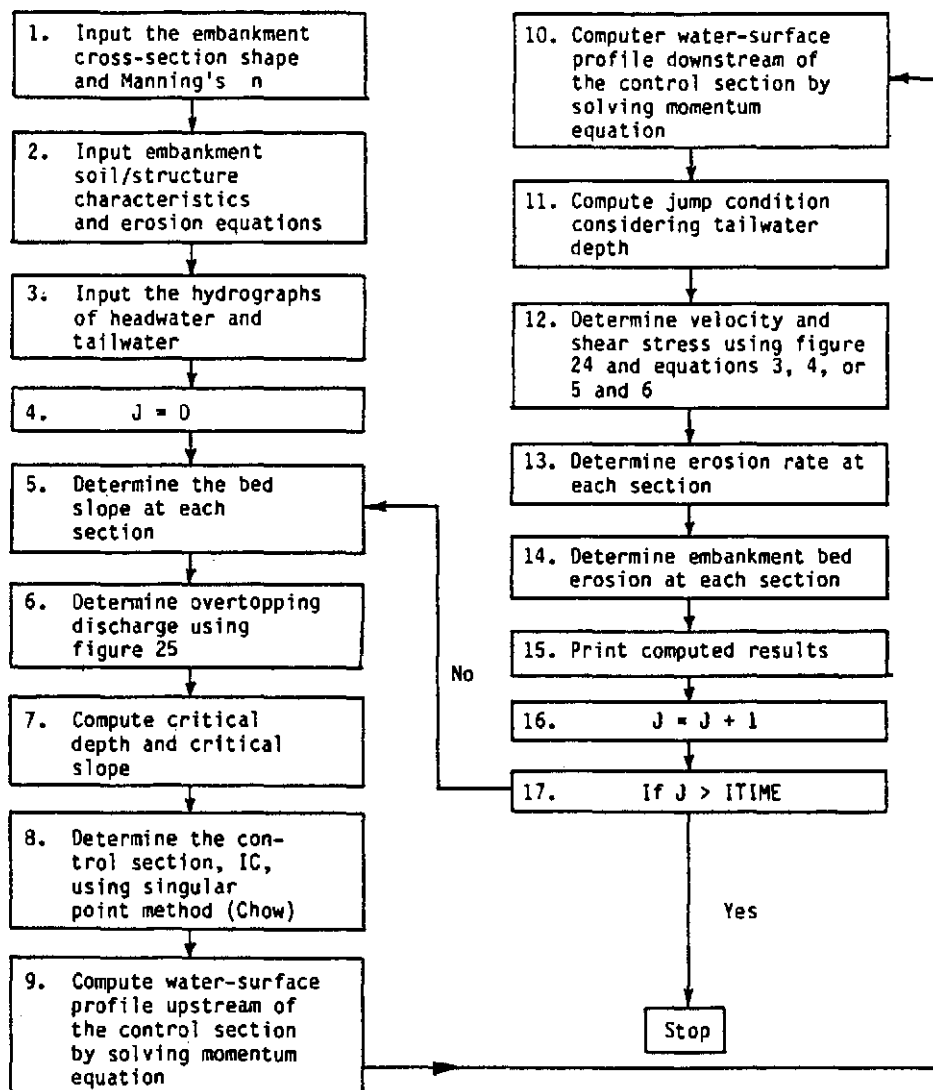 1. Input the embankment
cross-section shape
and Manning's n
2. Input embankment
soil/structure
characteristics
and erosion equations
3. Input the hydrographs
of headwater and
tailwater
4. J = 0
5. Determine the bed
slope at each
section
6. Determine overtopping
discharge using
figure 25
7. Compute critical
depth and critical
slope
8. Determine the con-
trol section, IC,
using singular
point method (Chow)
9. Compute water-surface
profile upstream of
the control section
by solving momentum
equation
10. Computer water-surface
profile downstream of
the control section by
solving momentum
equation
11. Compute jump condition
considering tailwater
depth
12. Determine velocity and
shear stress using figure
24 and equations 3, 4, or
5 and 6
13. Determine erosion rate at
each section
14. Determine embankment bed
erosion at each section
15. Print computed results
16. J = J + 1
17. If J > ITIME
No
Yes
Stop